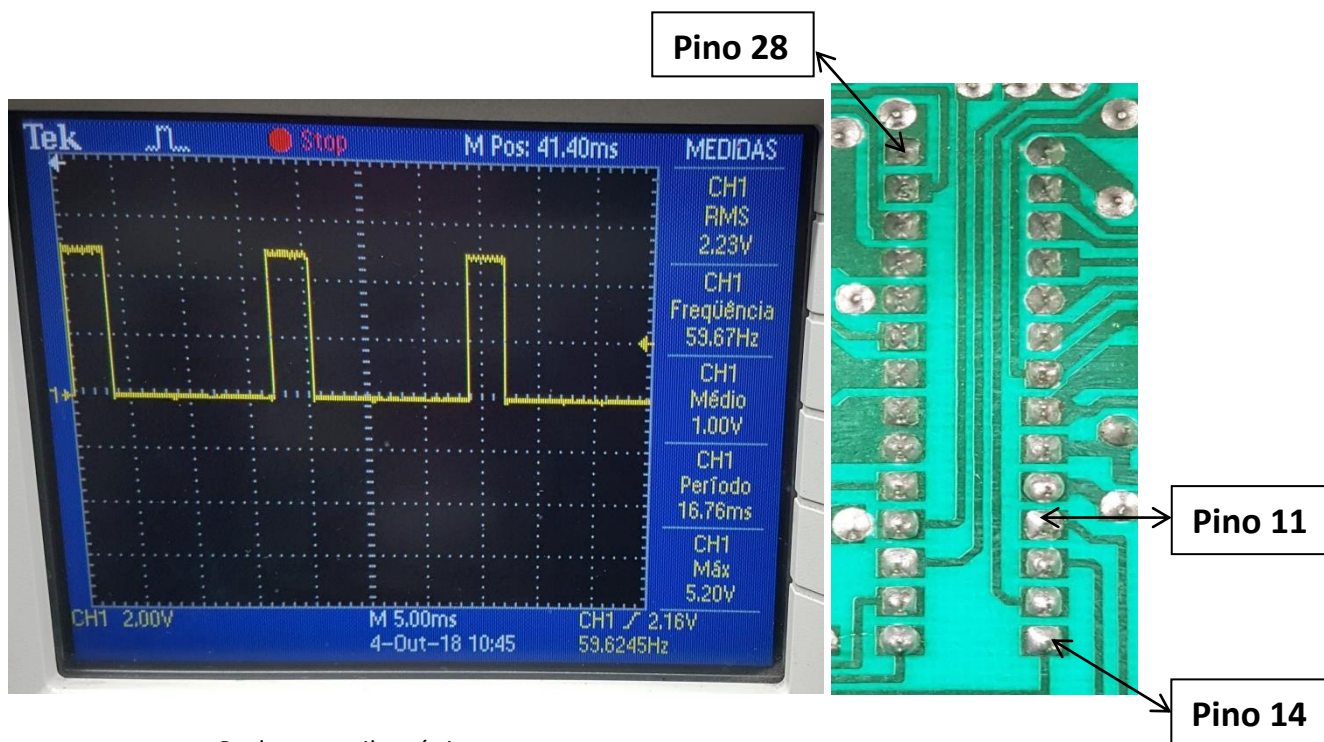 Pino 28
Tek Stop M Pos: 41.40ms MEDIDAS
CH1
RMS
2.23V
CH1
Freqüência
59.67Hz
CH1
Médio
1.00V
CH1
Período
16.76ms
CH1
Máx
5.20V
1
CH1 2.00V M 5.00ms CH1 2.16V
4-Out-18 10:45 59.6245Hz
Pino 11
Pino 14